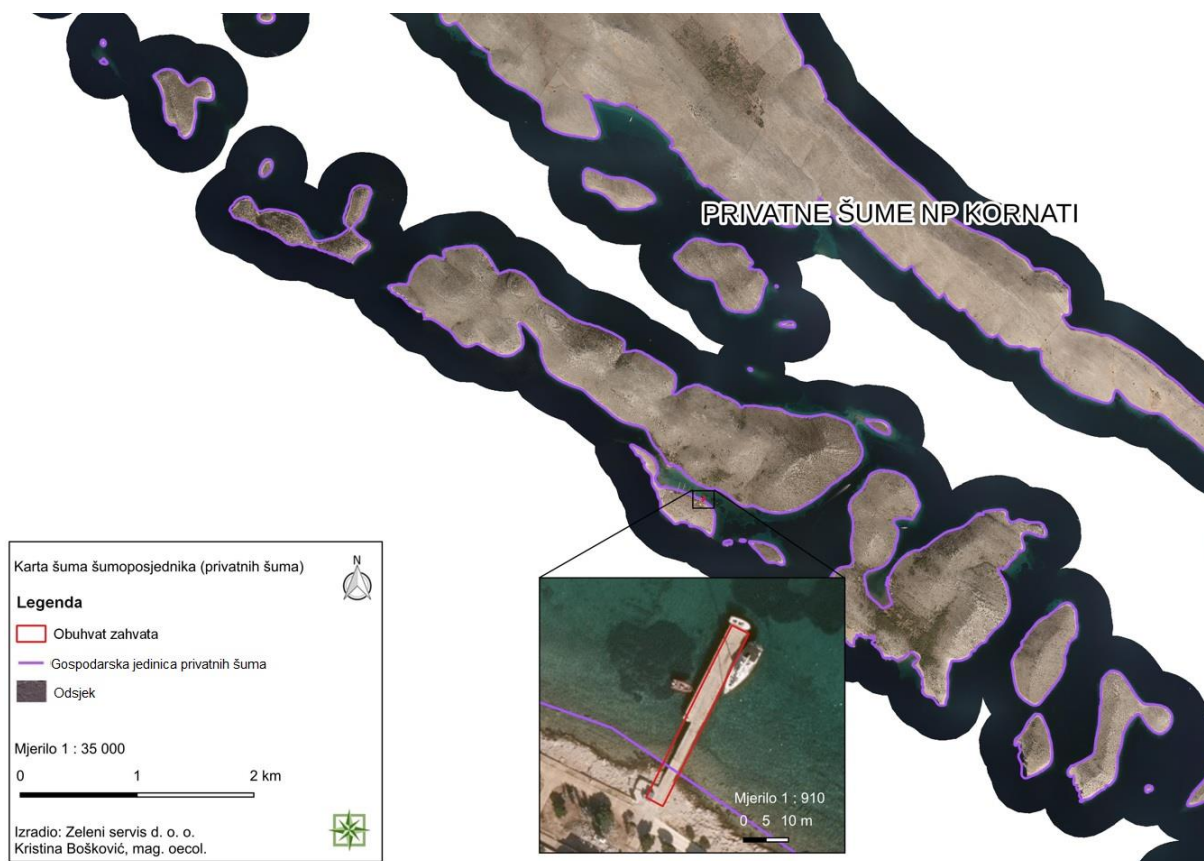 PRIVATNE ŠUME NP KORNATI
Karta šuma šumoposjednika (privatnih šuma)
N
Legenda
Obuhvat zahvata
Gospodarska jedinica privatnih šuma
Odsjek
Mjerilo 1 : 35 000
0 1 2 km
Izradio: Zeleni servis d. o. o.
Kristina Bošković, mag. oecol.
Mjerilo 1 : 910
0 5 10 m